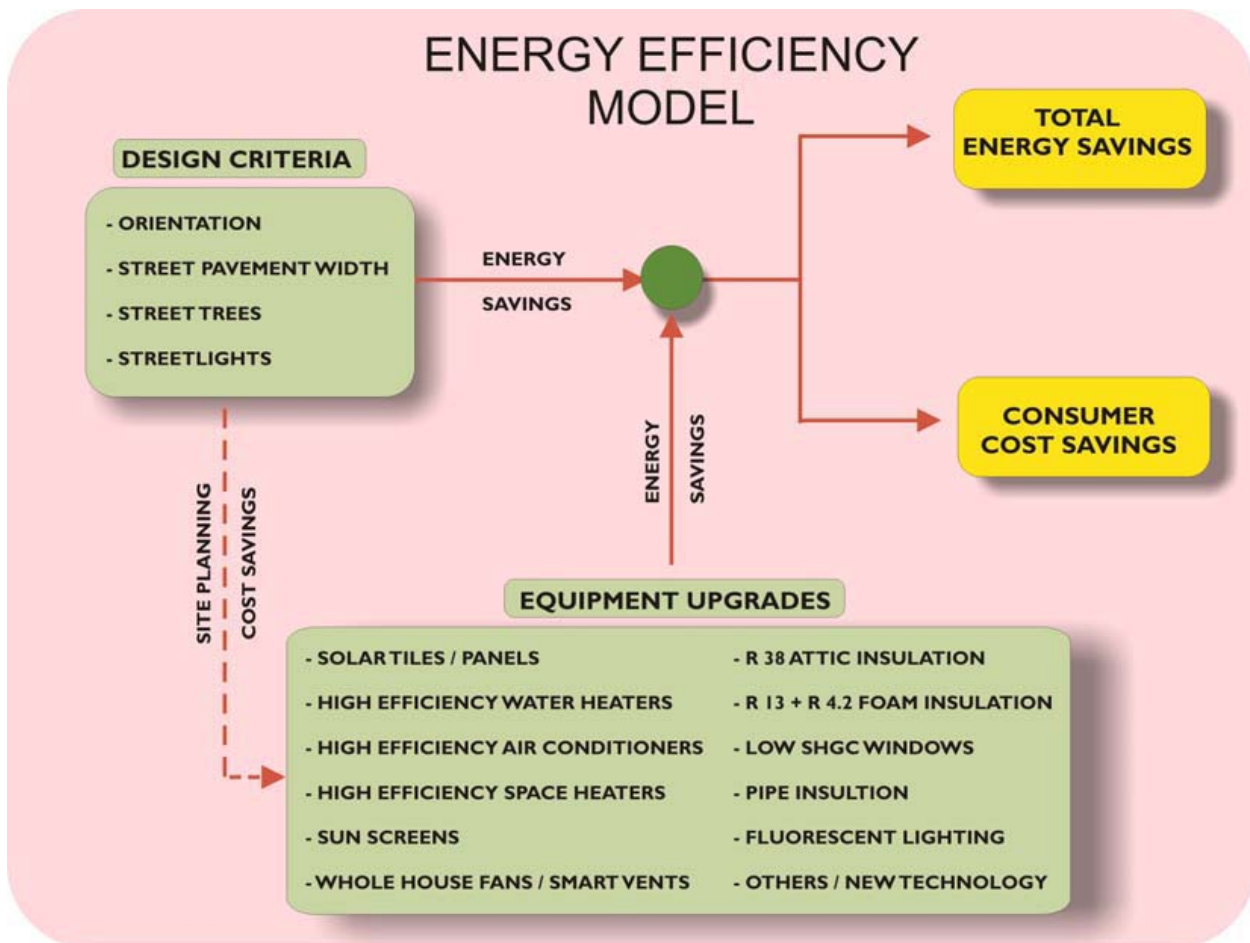 ENERGY EFFICIENCY
MODEL
DESIGN CRITERIA
- ORIENTATION
- STREET PAVEMENT WIDTH
- STREET TREES
- STREETLIGHTS
ENERGY
SAVINGS
TOTAL
ENERGY SAVINGS
CONSUMER
COST SAVINGS
ENERGY
SAVINGS
SITE PLANNING
COST SAVINGS
EQUIPMENT UPGRADES
- SOLAR TILES / PANELS
- HIGH EFFICIENCY WATER HEATERS
- HIGH EFFICIENCY AIR CONDITIONERS
- HIGH EFFICIENCY SPACE HEATERS
- SUN SCREENS
- WHOLE HOUSE FANS / SMART VENTS
- R 38 ATTIC INSULATION
- R 13 + R 4.2 FOAM INSULATION
- LOW SHGC WINDOWS
- PIPE INSULTION
- FLUORESCENT LIGHTING
- OTHERS / NEW TECHNOLOGY